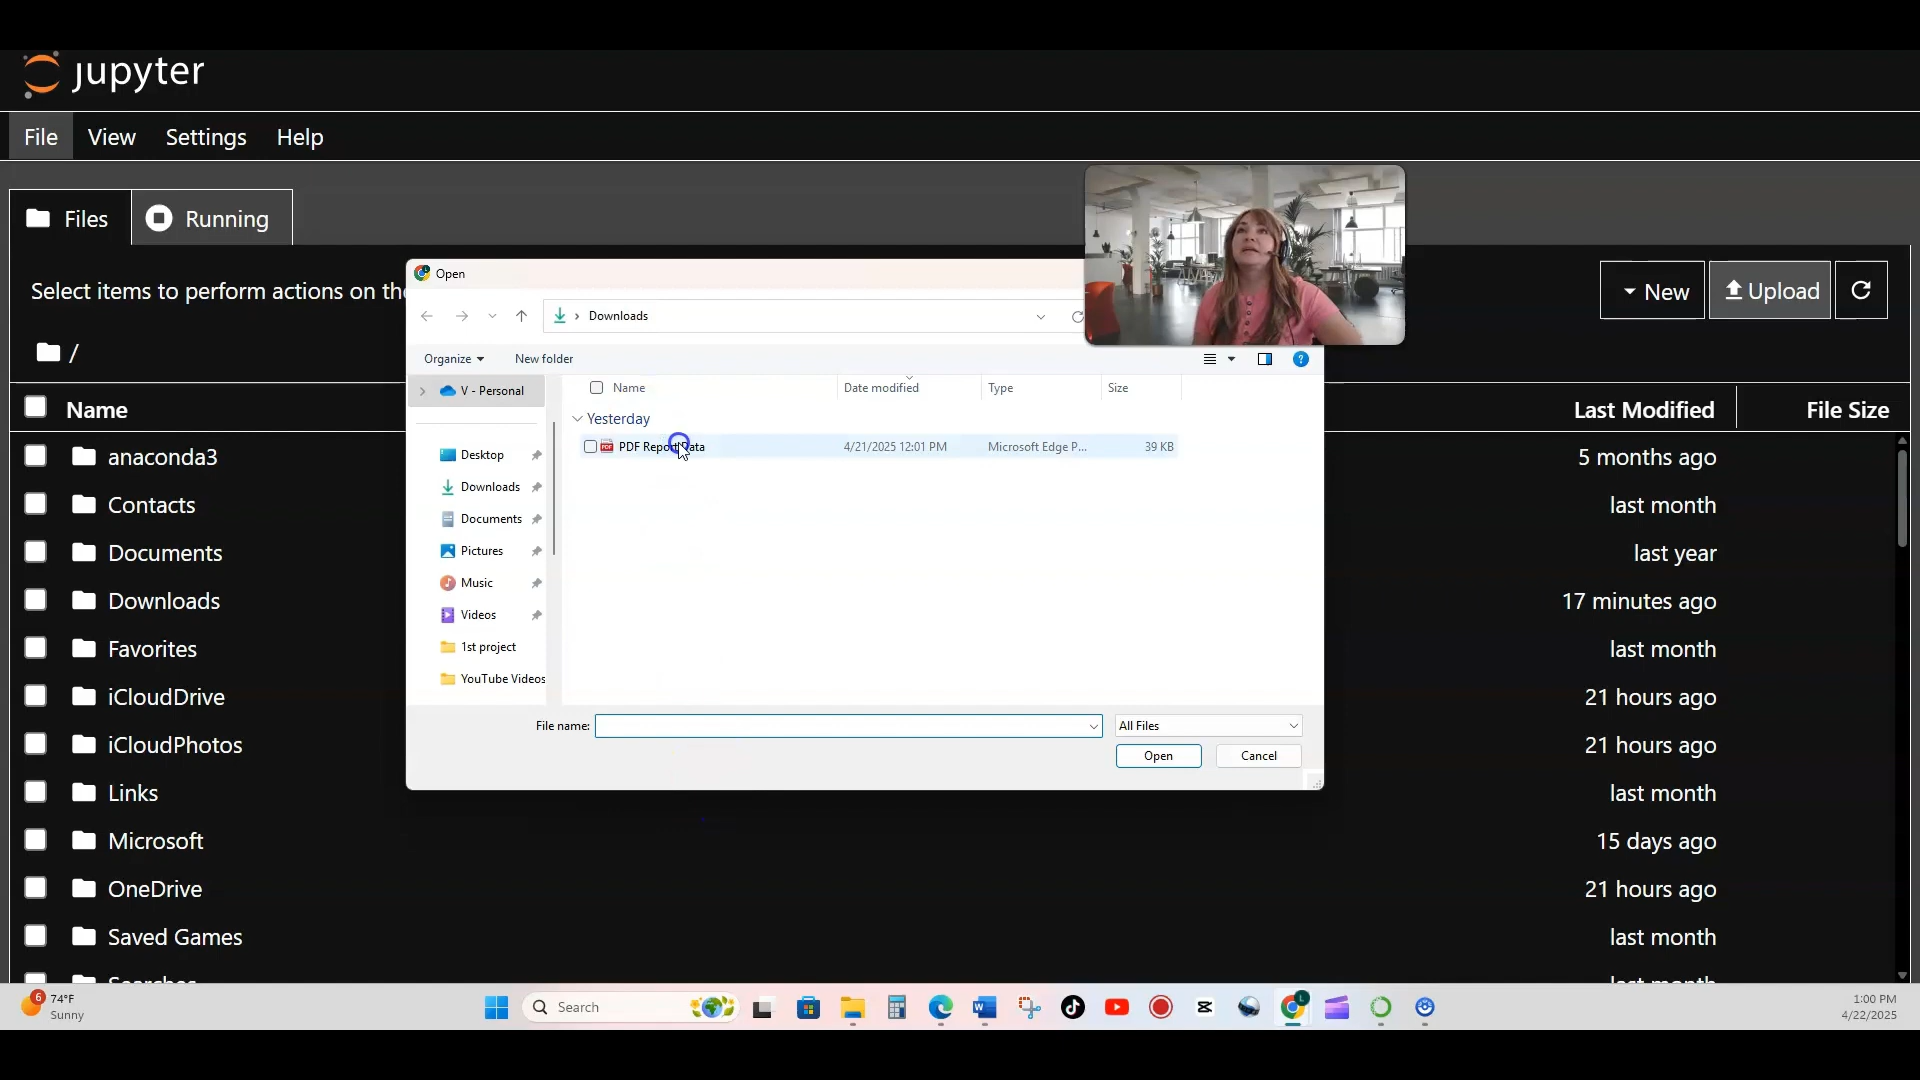 jupyter
File View Settings Help
Files Running
Select items to perform actions on the
New Upload
/
Name Last Modified File Size
anaconda3 5 months ago
Contacts last month
Documents last year
Downloads 17 minutes ago
Favorites last month
iCloudDrive 21 hours ago
iCloudPhotos 21 hours ago
Links last month
Microsoft 15 days ago
OneDrive 21 hours ago
Saved Games last month
Searches last month
Open
Downloads
Organize New folder
V - Personal
Desktop
Downloads
Documents
Pictures
Music
Videos
1st project
YouTube Videos
Name Date modified Type Size
Yesterday
PDF Report Data 4/21/2025 12:01 PM Microsoft Edge P... 39 KB
File name: All Files
Open Cancel
6 74°F
Sunny
Search
1:00 PM
4/22/2025